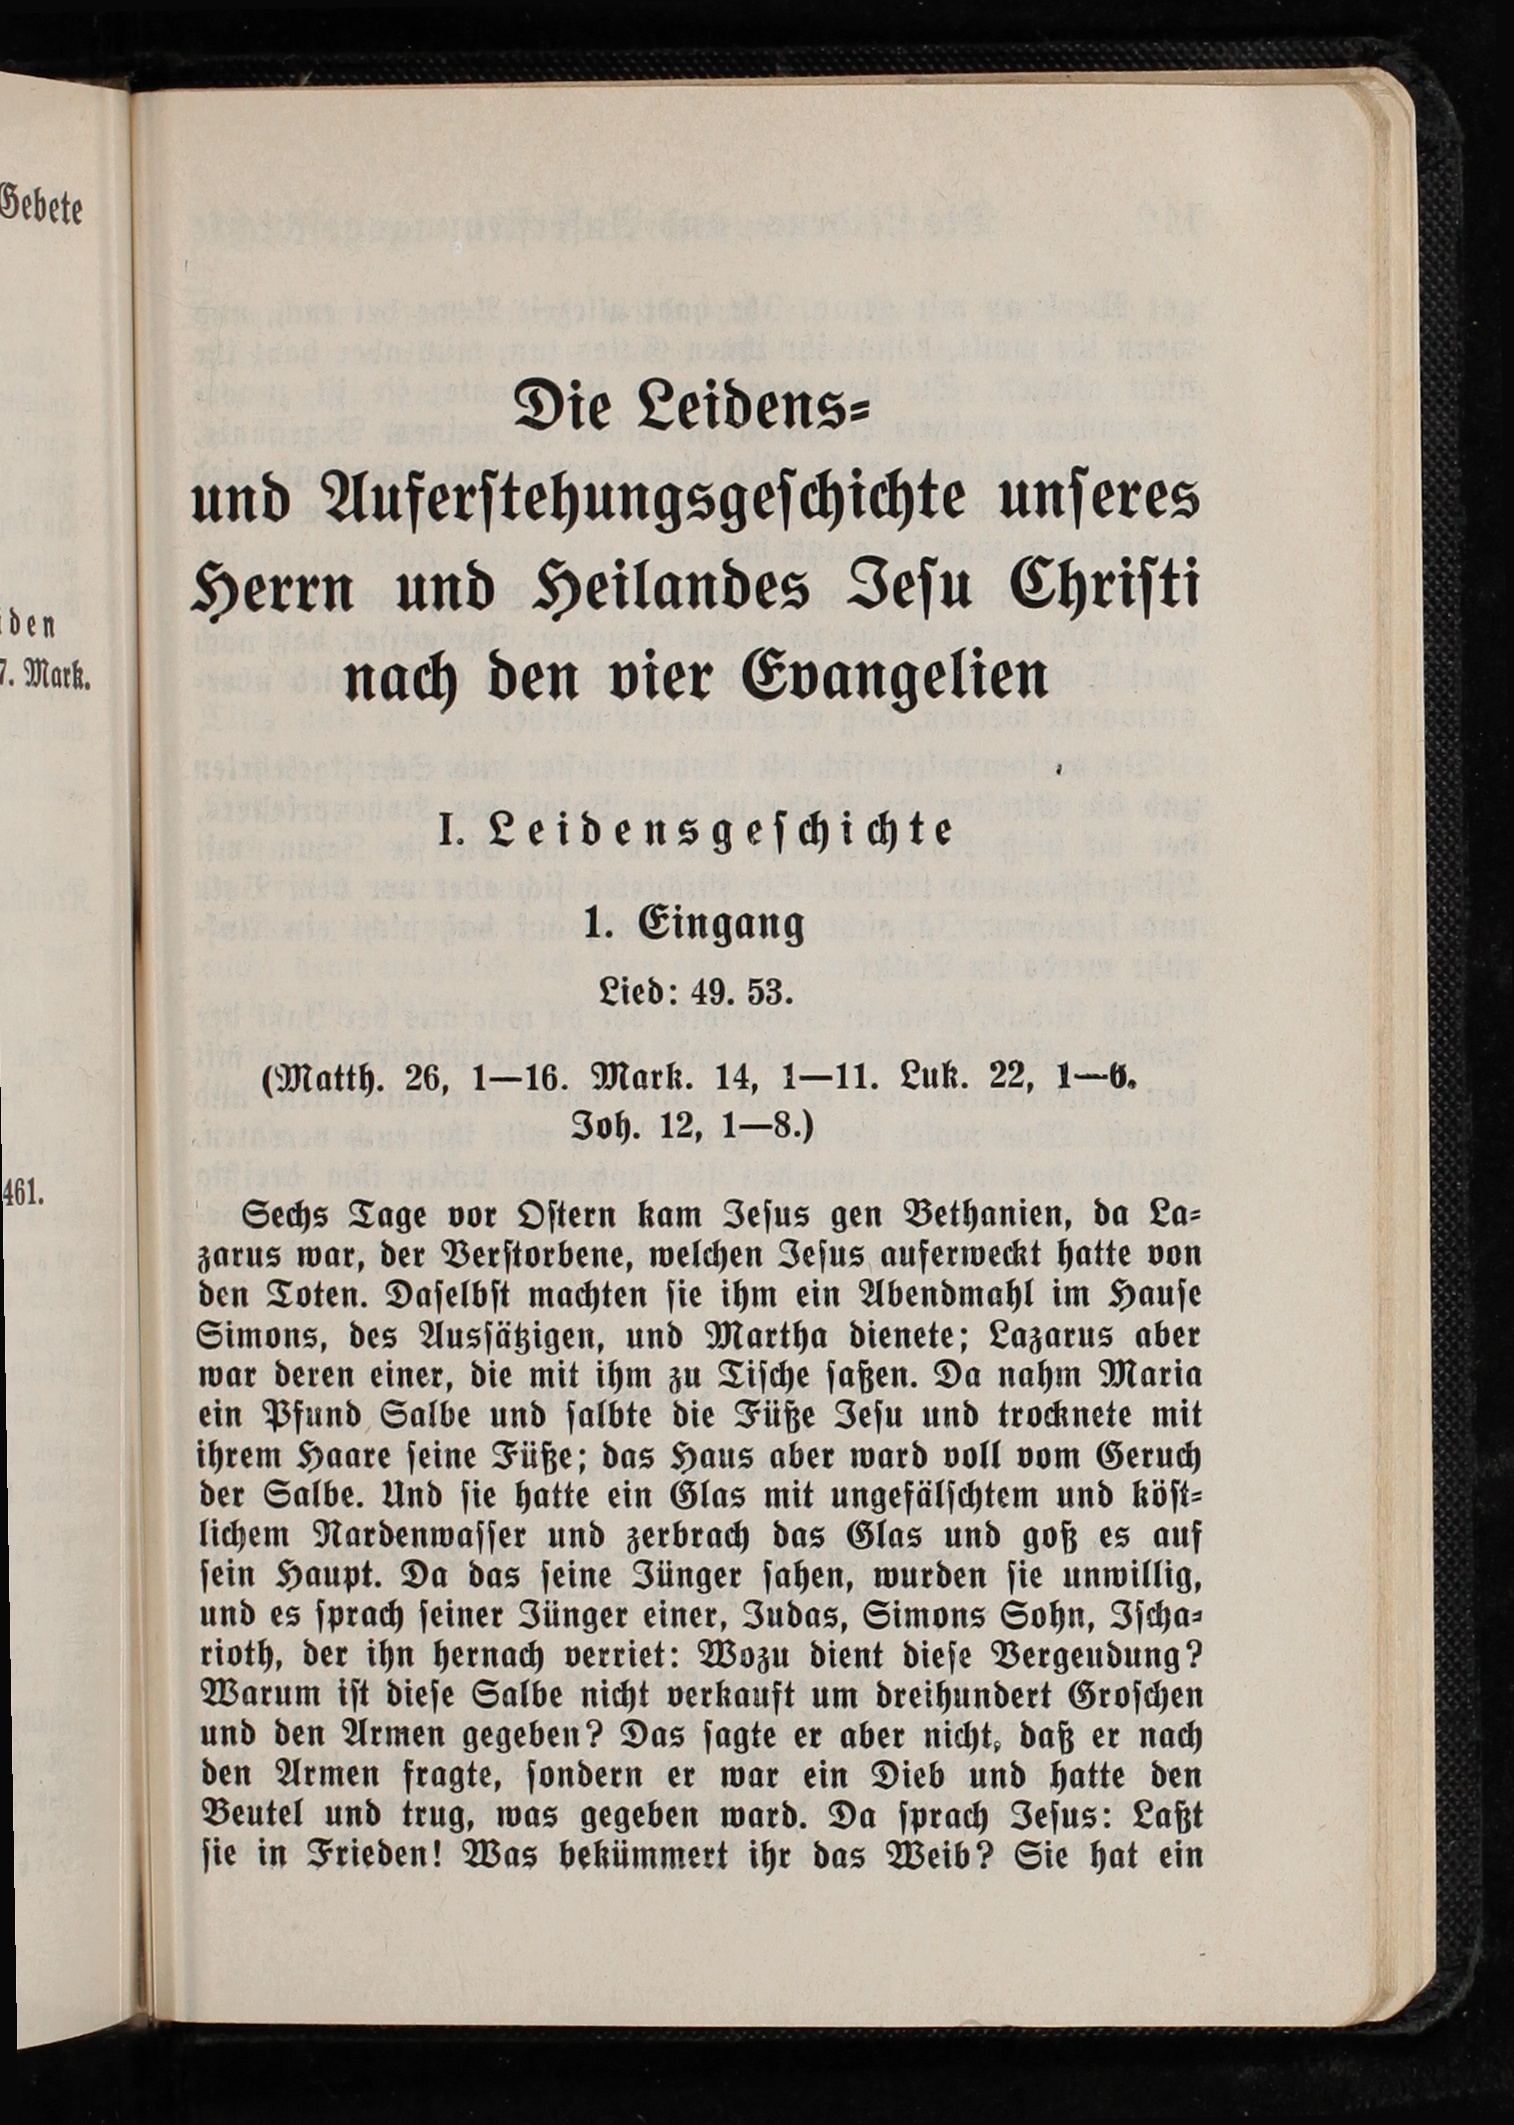 Gebete
den
7. Mark.
461.
Die Leidens-
und Auferstehungsgeschichte unseres
Herrn und Heilandes Jesu Christi
nach den vier Evangelien
I. Leidensgeschichte
1. Eingang
Lied: 49. 53.
(Matth. 26, 1—16. Mark. 14, 1—11. Luk. 22, 1—6.
Joh. 12, 1—8.)
Sechs Tage vor Ostern kam Jesus gen Bethanien, da La-
zarus war, der Verstorbene, welchen Jesus auferweckt hatte von
den Toten. Daselbst machten sie ihm ein Abendmahl im Hause
Simons, des Aussätzigen, und Martha dienete; Lazarus aber
war deren einer, die mit ihm zu Tische saßen. Da nahm Maria
ein Pfund Salbe und salbte die Füße Jesu und trocknete mit
ihrem Haare seine Füße; das Haus aber ward voll vom Geruch
der Salbe. Und sie hatte ein Glas mit ungefälschtem und köst-
lichem Nardenwasser und zerbrach das Glas und goß es auf
sein Haupt. Da das seine Jünger sahen, wurden sie unwillig,
und es sprach seiner Jünger einer, Judas, Simons Sohn, Ischa-
rioth, der ihn hernach verriet: Wozu dient diese Vergeudung?
Warum ist diese Salbe nicht verkauft um dreihundert Groschen
und den Armen gegeben? Das sagte er aber nicht, daß er nach
den Armen fragte, sondern er war ein Dieb und hatte den
Beutel und trug, was gegeben ward. Da sprach Jesus: Laßt
sie in Frieden! Was bekümmert ihr das Weib? Sie hat ein